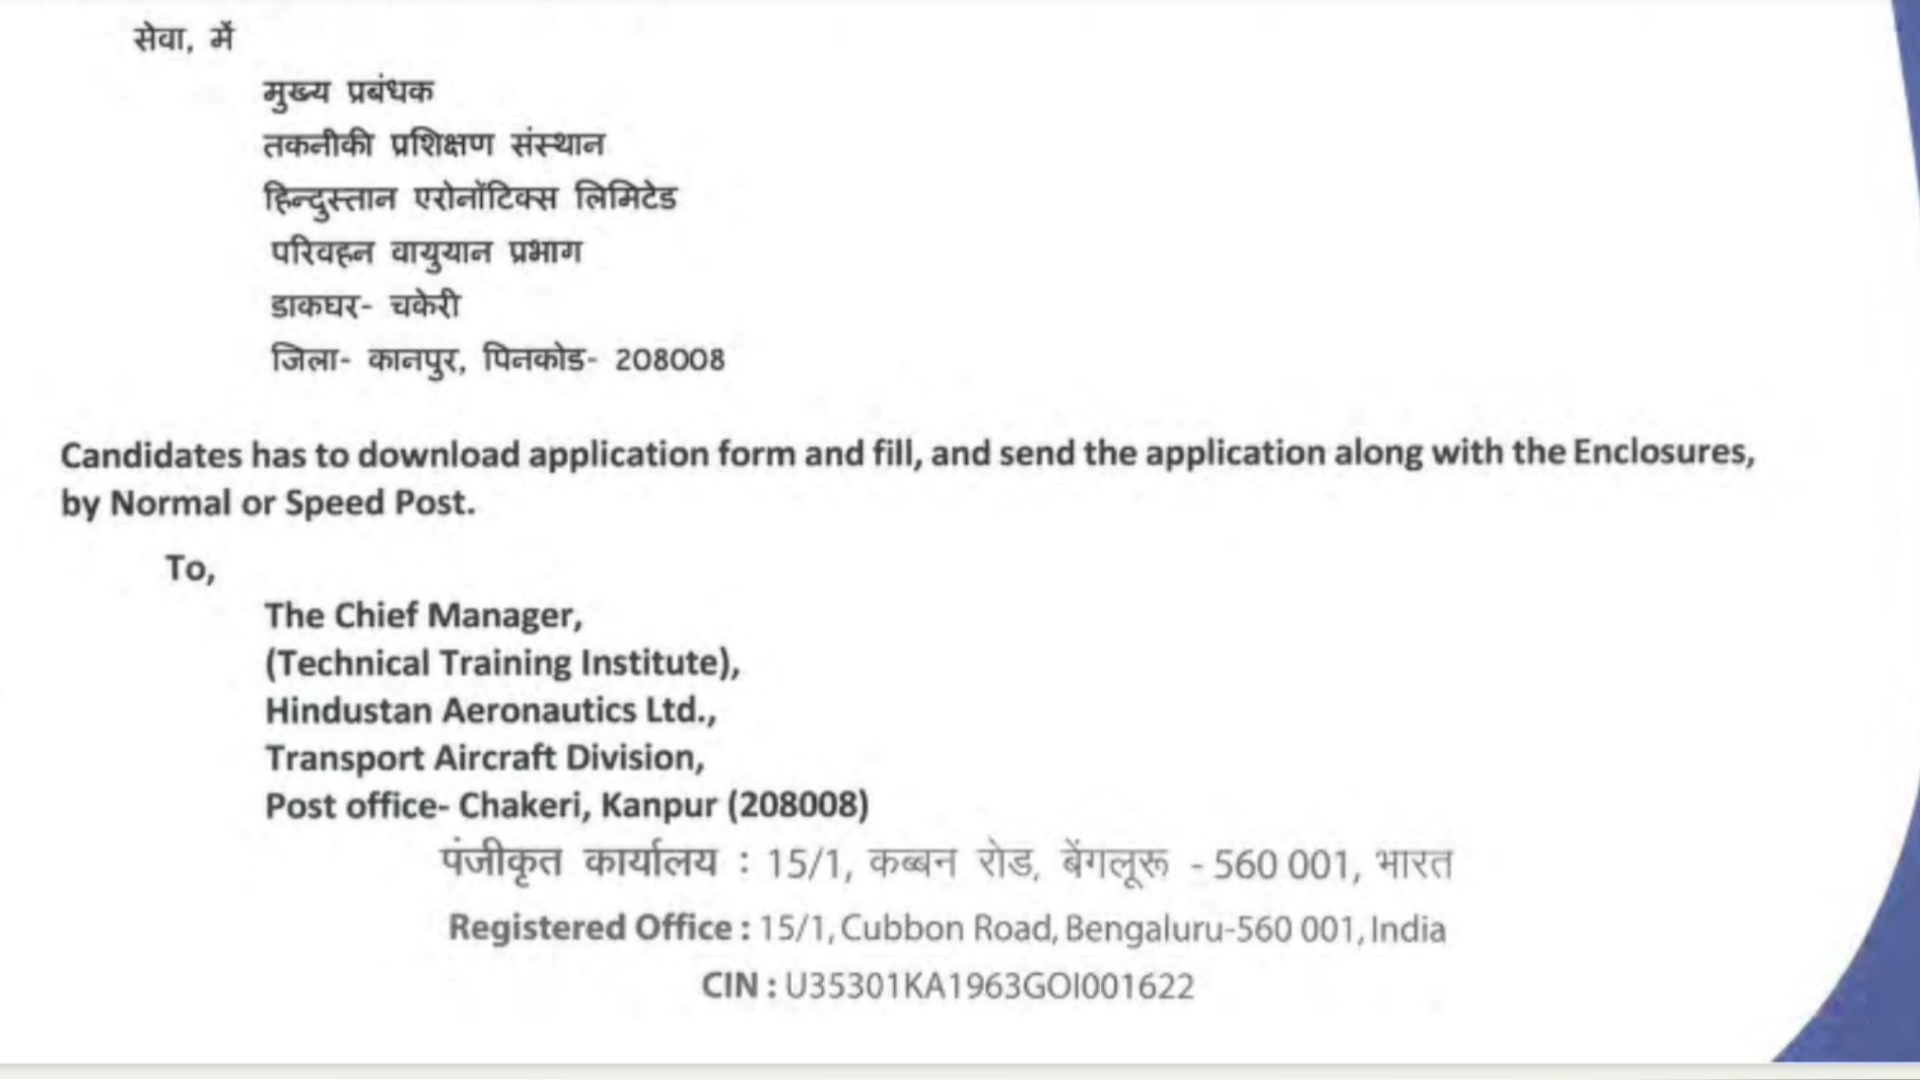 सेवा, में
मुख्य प्रबंधक
तकनीकी प्रशिक्षण संस्थान
हिन्दुस्तान एरोनॉटिक्स लिमिटेड
परिवहन वायुयान प्रभाग
डाकघर- चकेरी
जिला- कानपुर, पिनकोड- 208008
Candidates has to download application form and fill, and send the application along with the Enclosures,
by Normal or Speed Post.
To,
The Chief Manager,
(Technical Training Institute),
Hindustan Aeronautics Ltd.,
Transport Aircraft Division,
Post office- Chakeri, Kanpur (208008)
पंजीकृत कार्यालय : 15/1, कब्बन रोड, बेंगलूरू - 560 001, भारत
Registered Office : 15/1, Cubbon Road, Bengaluru-560 001, India
CIN : U35301KA1963GOI001622